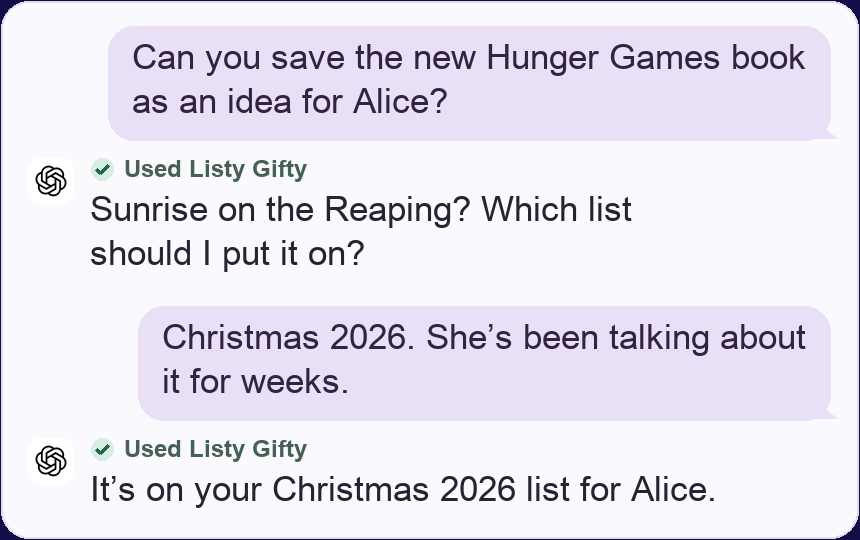 Can you save the new Hunger Games book
as an idea for Alice?
Used Listy Gifty
Sunrise on the Reaping? Which list
should I put it on?
Christmas 2026. She’s been talking about
it for weeks.
Used Listy Gifty
It’s on your Christmas 2026 list for Alice.